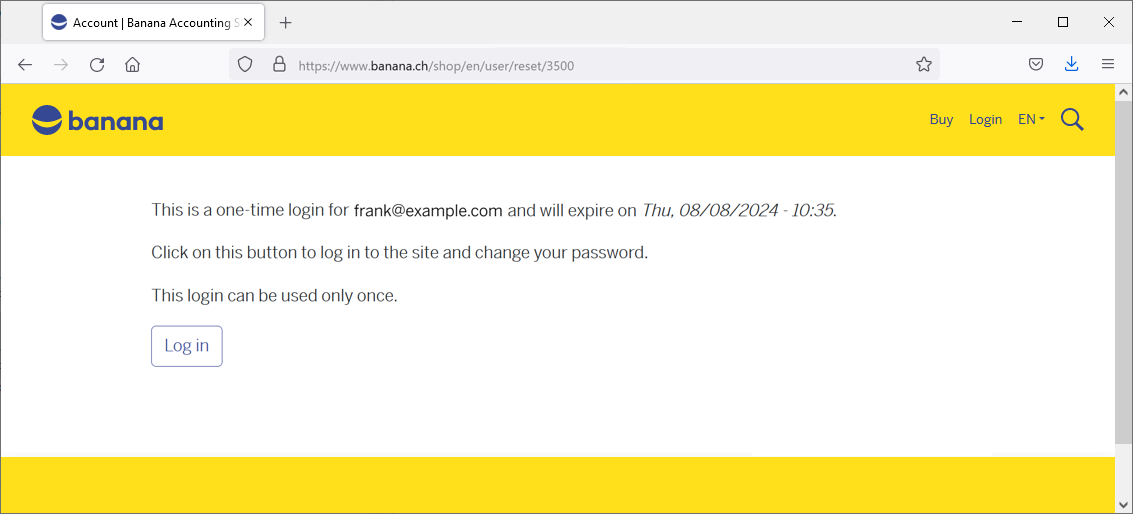 Account | Banana Accounting S
https://www.banana.ch/shop/en/user/reset/3500
banana
Buy Login EN
This is a one-time login for frank@example.com and will expire on Thu, 08/08/2024 - 10:35.
Click on this button to log in to the site and change your password.
This login can be used only once.
Log in